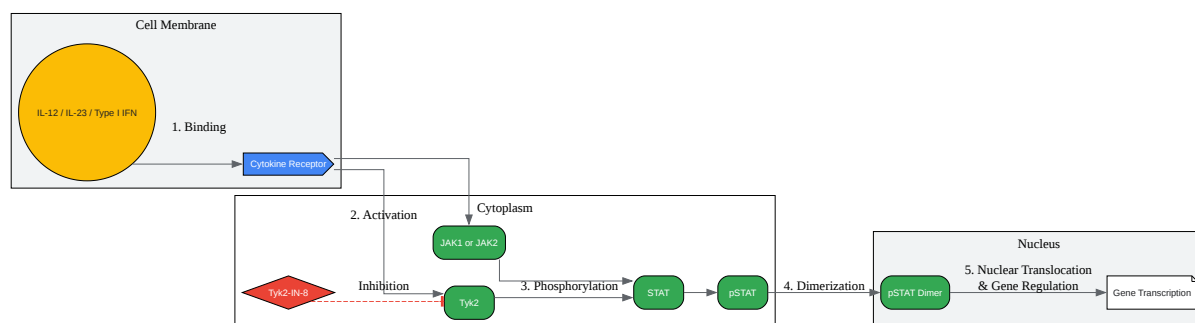 Cell Membrane
IL-12 / IL-23 / Type I IFN
1. Binding
Cytokine Receptor
2. Activation
Cytoplasm
JAK1 or JAK2
Tyk2-IN-8
Inhibition
Tyk2
3. Phosphorylation
STAT
pSTAT
4. Dimerization
Nucleus
pSTAT Dimer
5. Nuclear Translocation
& Gene Regulation
Gene Transcription